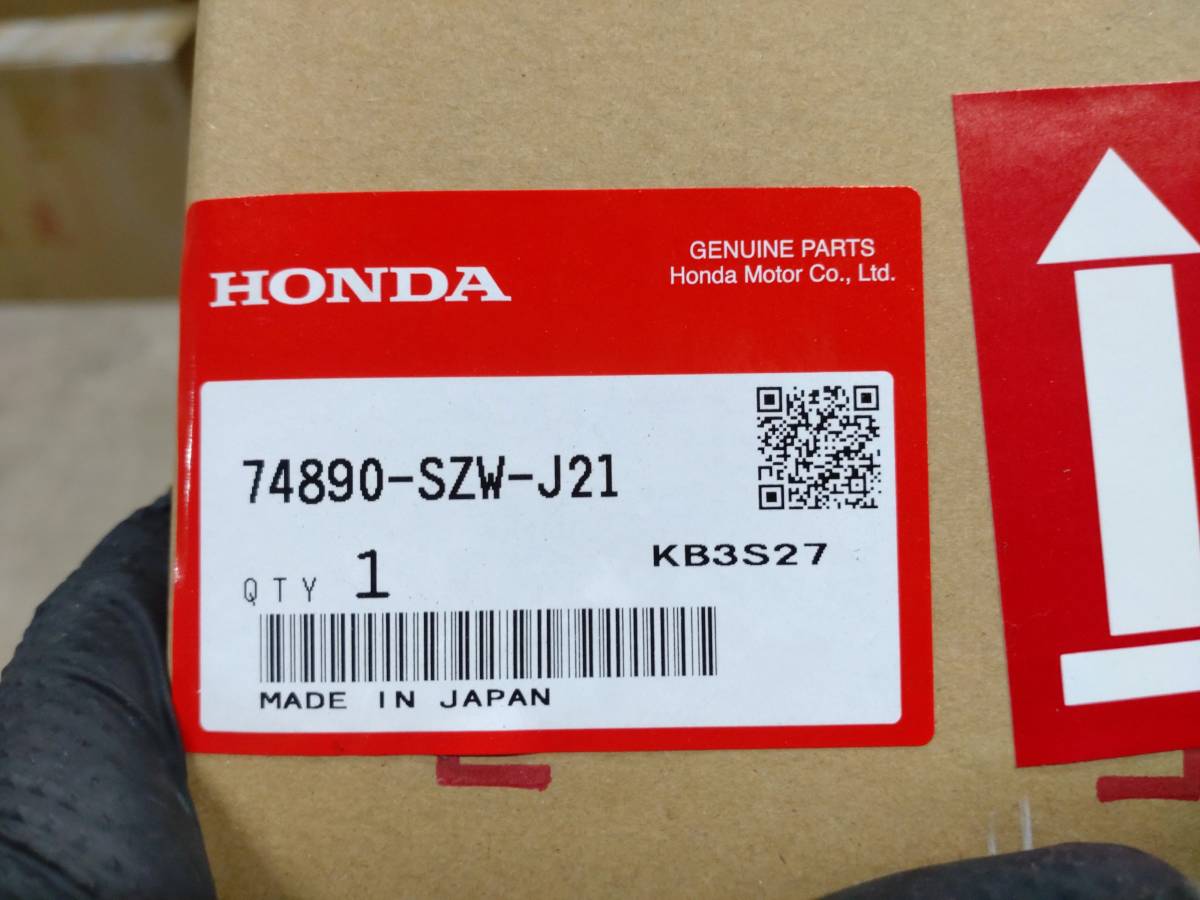 HONDA
GENUINE PARTS
Honda Motor Co., Ltd.
74890-SZW-J21
KB3S27
QTY 1
MADE IN JAPAN